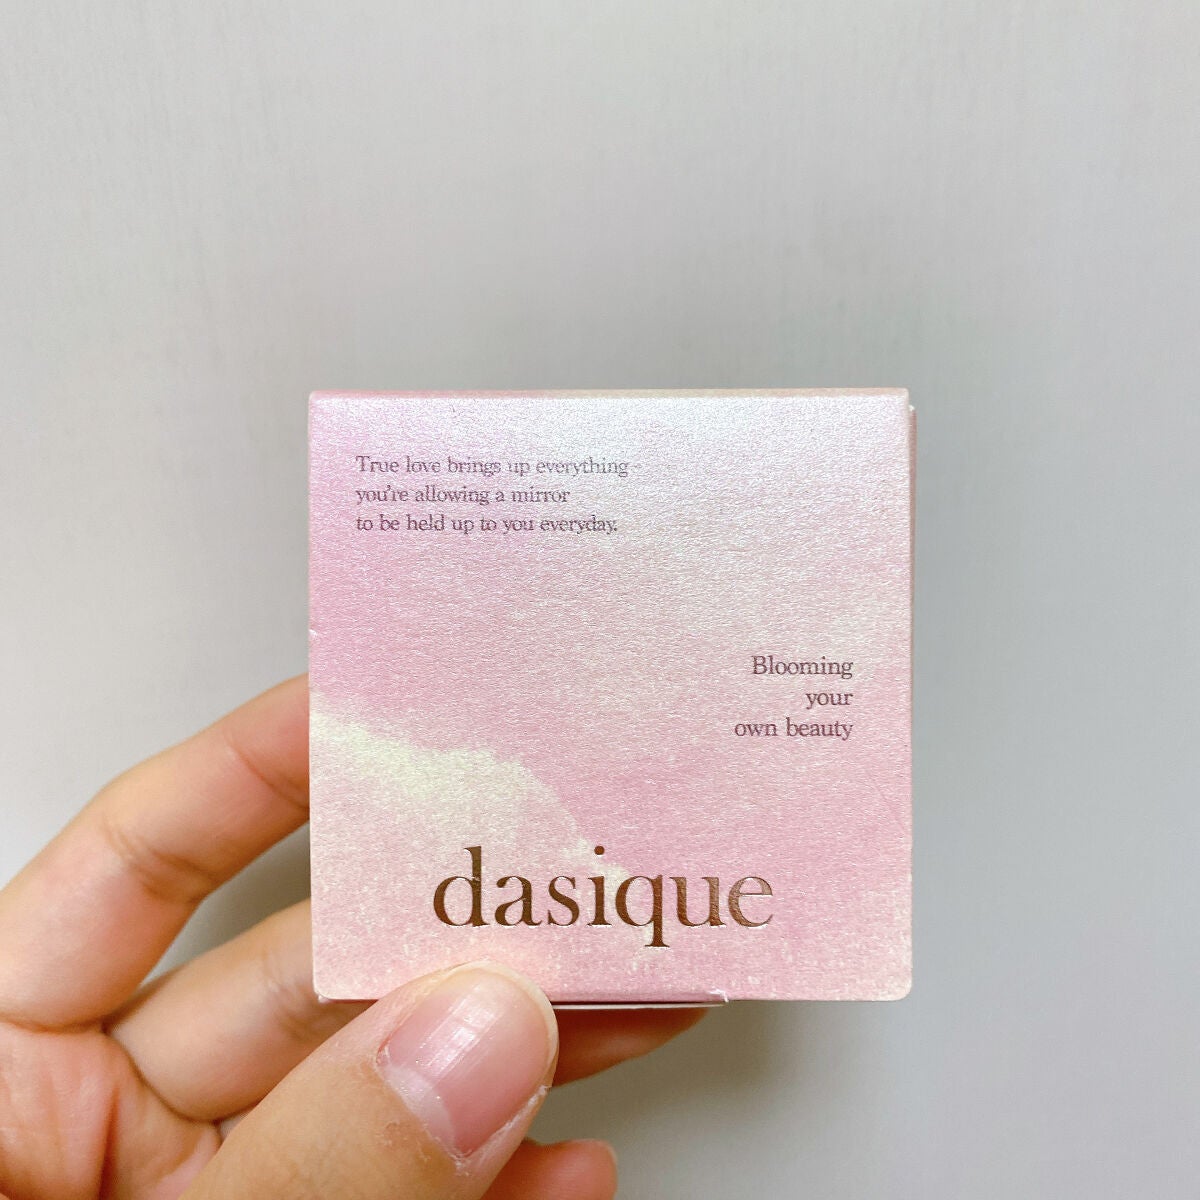 True love brings up everything
you're allowing a mirror
to be held up to you everyday.
Blooming
your
own beauty
dasique